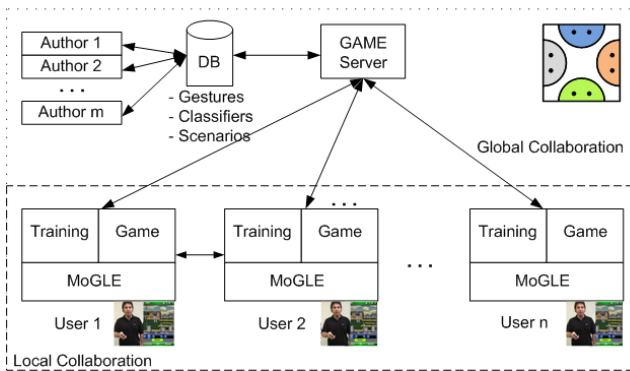 Author 1
Author 2
...
Author m
DB
GAME
Server
- Gestures
- Classifiers
- Scenarios
Global Collaboration
...
Training
Game
MoGLE
User 1
Training
Game
MoGLE
User 2
...
Training
Game
MoGLE
User n
Local Collaboration